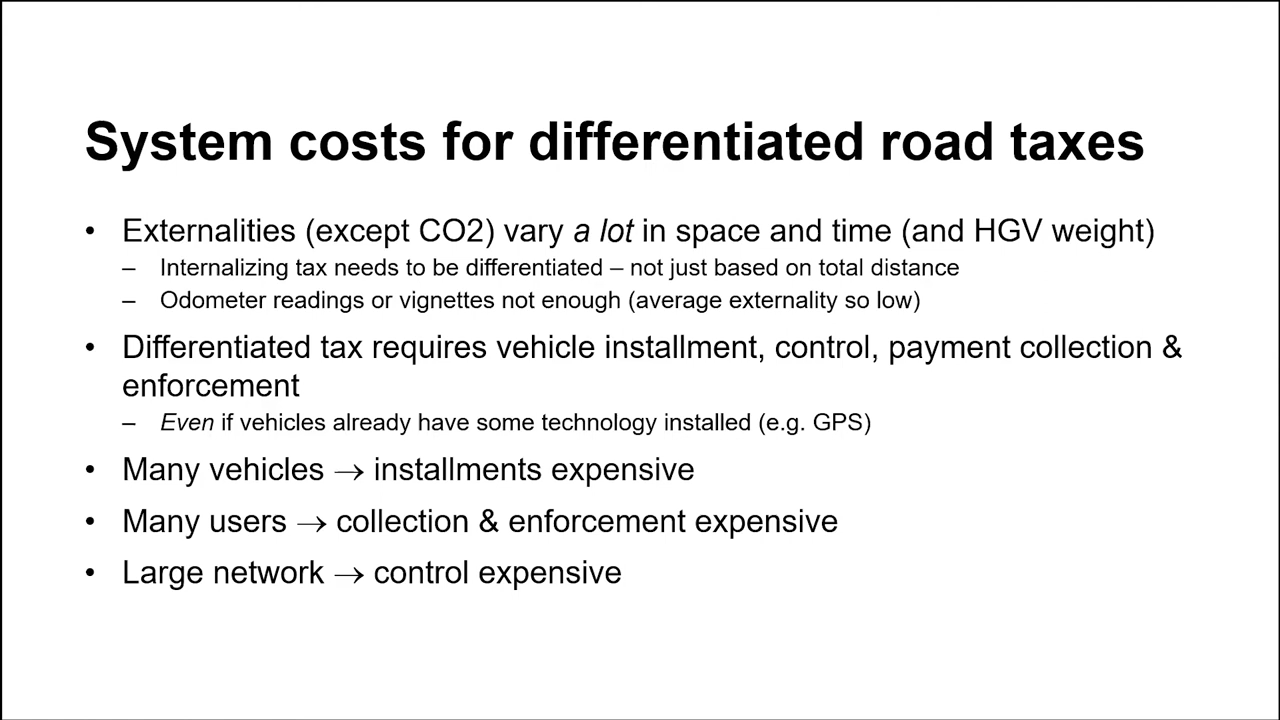 System costs for differentiated road taxes
• Externalities (except CO2) vary a lot in space and time (and HGV weight)
– Internalizing tax needs to be differentiated – not just based on total distance
– Odometer readings or vignettes not enough (average externality so low)
• Differentiated tax requires vehicle installment, control, payment collection &
enforcement
– Even if vehicles already have some technology installed (e.g. GPS)
• Many vehicles → installments expensive
• Many users → collection & enforcement expensive
• Large network → control expensive